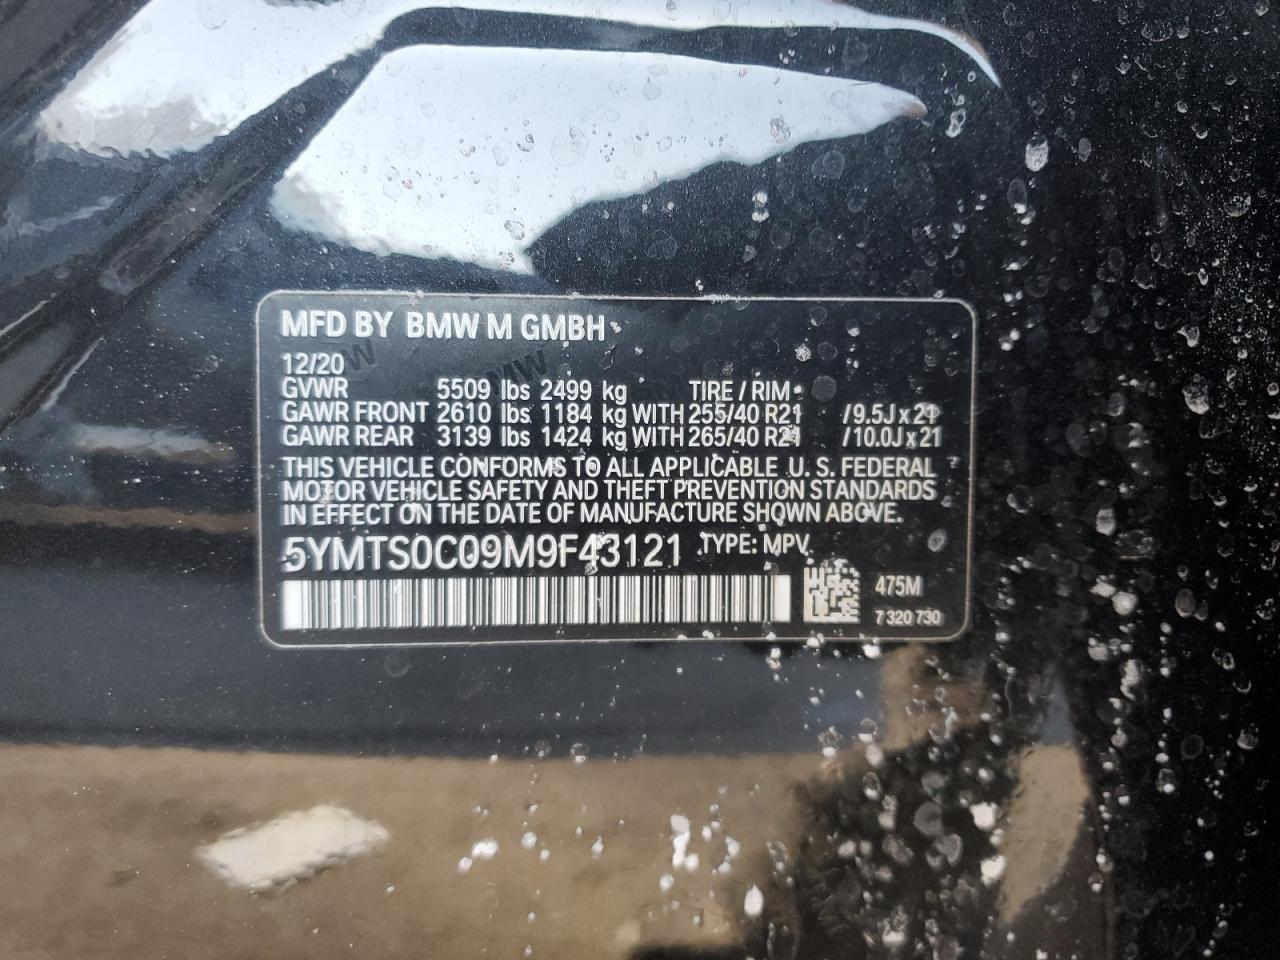 MFD BY BMW M GMBH
12/20
GVWR 5509 lbs 2499 kg TIRE / RIM
GAWR FRONT 2610 lbs 1184 kg WITH 255/40 R21 /9.5J x 21
GAWR REAR 3139 lbs 1424 kg WITH 265/40 R21 /10.0J x 21
THIS VEHICLE CONFORMS TO ALL APPLICABLE U. S. FEDERAL
MOTOR VEHICLE SAFETY AND THEFT PREVENTION STANDARDS
IN EFFECT ON THE DATE OF MANUFACTURE SHOWN ABOVE.
5YMTS0C09M9F43121 TYPE: MPV
475M
7 320 730